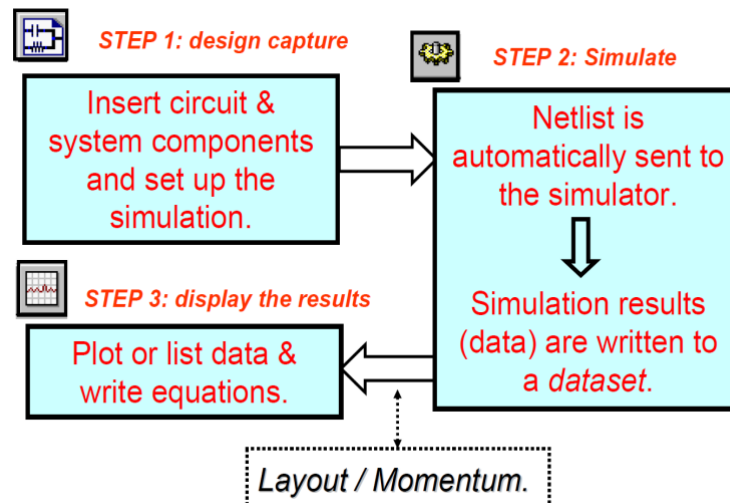 STEP 1: design capture
Insert circuit &
system components
and set up the
simulation.
STEP 2: Simulate
Netlist is
automatically sent to
the simulator.
Simulation results
(data) are written to
a dataset.
STEP 3: display the results
Plot or list data &
write equations.
Layout / Momentum.